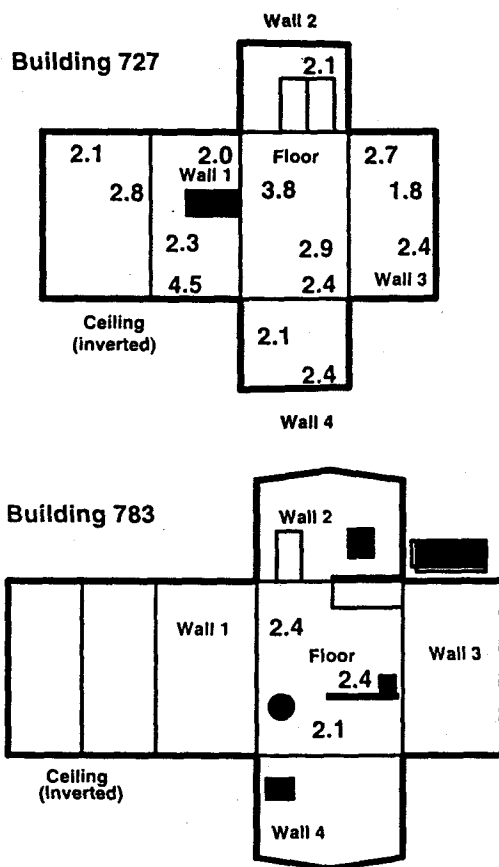 Wall 2
Building 727
2.1
2.1 2.0 Floor 2.7
Wall 1
2.8 3.8 1.8
2.3 2.9 2.4
4.5 2.4 Wall 3
Ceiling
(inverted)
2.1
2.4
Wall 4
Building 783
Wall 2
Wall 1 2.4
Floor Wall 3
2.4
2.1
Ceiling
(Inverted)
Wall 4